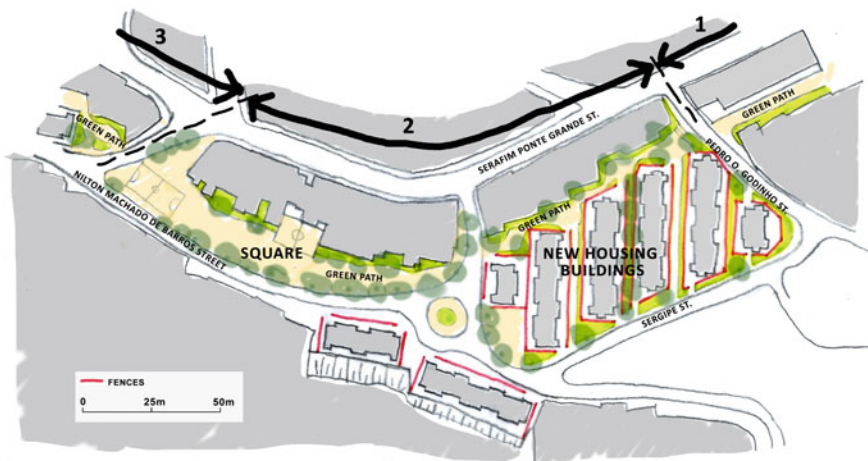 3
1
2
GREEN PATH
SERAFIM PONTE GRANDE ST.
GREEN PATH
PEDRO O. GODINHO ST.
NILTON MACHADO DE BARROS STREET
GREEN PATH
SQUARE
GREEN PATH
NEW HOUSING
BUILDINGS
SERGIPE ST.
FENCES
0 25m 50m